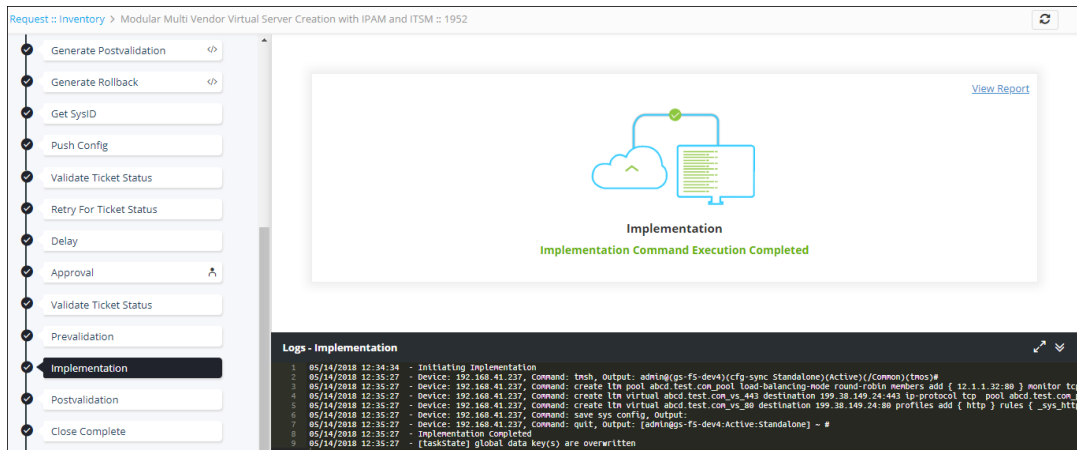 Request :: Inventory > Modular Multi Vendor Virtual Server Creation with IPAM and ITSM :: 1952
Generate Postvalidation </>
Generate Rollback </>
Get SysID
Push Config
Validate Ticket Status
Retry For Ticket Status
Delay
Approval
Validate Ticket Status
Prevalidation
Implementation
Postvalidation
Close Complete
View Report
Implementation
Implementation Command Execution Completed
Logs - Implementation
1 05/14/2018 12:34:34 - Initiating Implementation
2 05/14/2018 12:35:27 - Device: 192.168.41.237, Command: tmsh, Output: admin@(gs-f5-dev4)(cfg-sync Standalone)(Active)(/Common)(tmos)#
3 05/14/2018 12:35:27 - Device: 192.168.41.237, Command: create ltm pool abcd.test.com_pool load-balancing-mode round-robin members add { 12.1.1.32:80 } monitor tcp
4 05/14/2018 12:35:27 - Device: 192.168.41.237, Command: create ltm virtual abcd.test.com_vs_443 destination 199.38.149.24:443 ip-protocol tcp pool abcd.test.com_p
5 05/14/2018 12:35:27 - Device: 192.168.41.237, Command: create ltm virtual abcd.test.com_vs_80 destination 199.38.149.24:80 profiles add { http } rules { _sys_http
6 05/14/2018 12:35:27 - Device: 192.168.41.237, Command: save sys config, Output:
7 05/14/2018 12:35:27 - Device: 192.168.41.237, Command: quit, Output: [admin@gs-f5-dev4:Active:Standalone] ~ #
8 05/14/2018 12:35:27 - Implementation Completed
9 05/14/2018 12:35:27 - [taskState] global data key(s) are overwritten